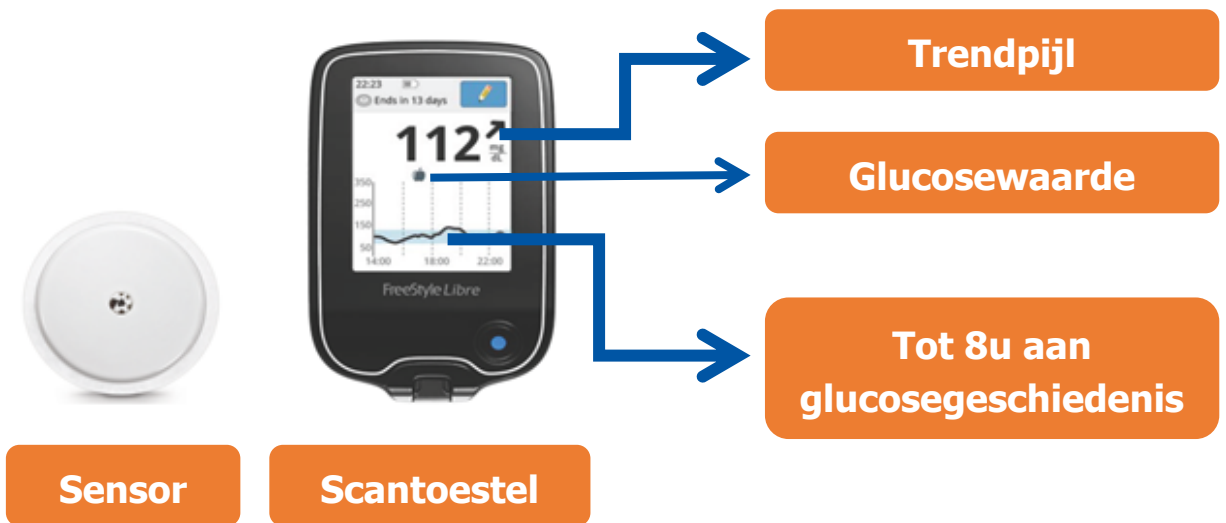 Trendpijl
22:23
Ends in 13 days
112
mg
dL
Glucosewaarde
350
250
150
50
14:00 18:00 22:00
FreeStyle Libre
Tot 8u aan
glucosegeschiedenis
Sensor
Scantoestel